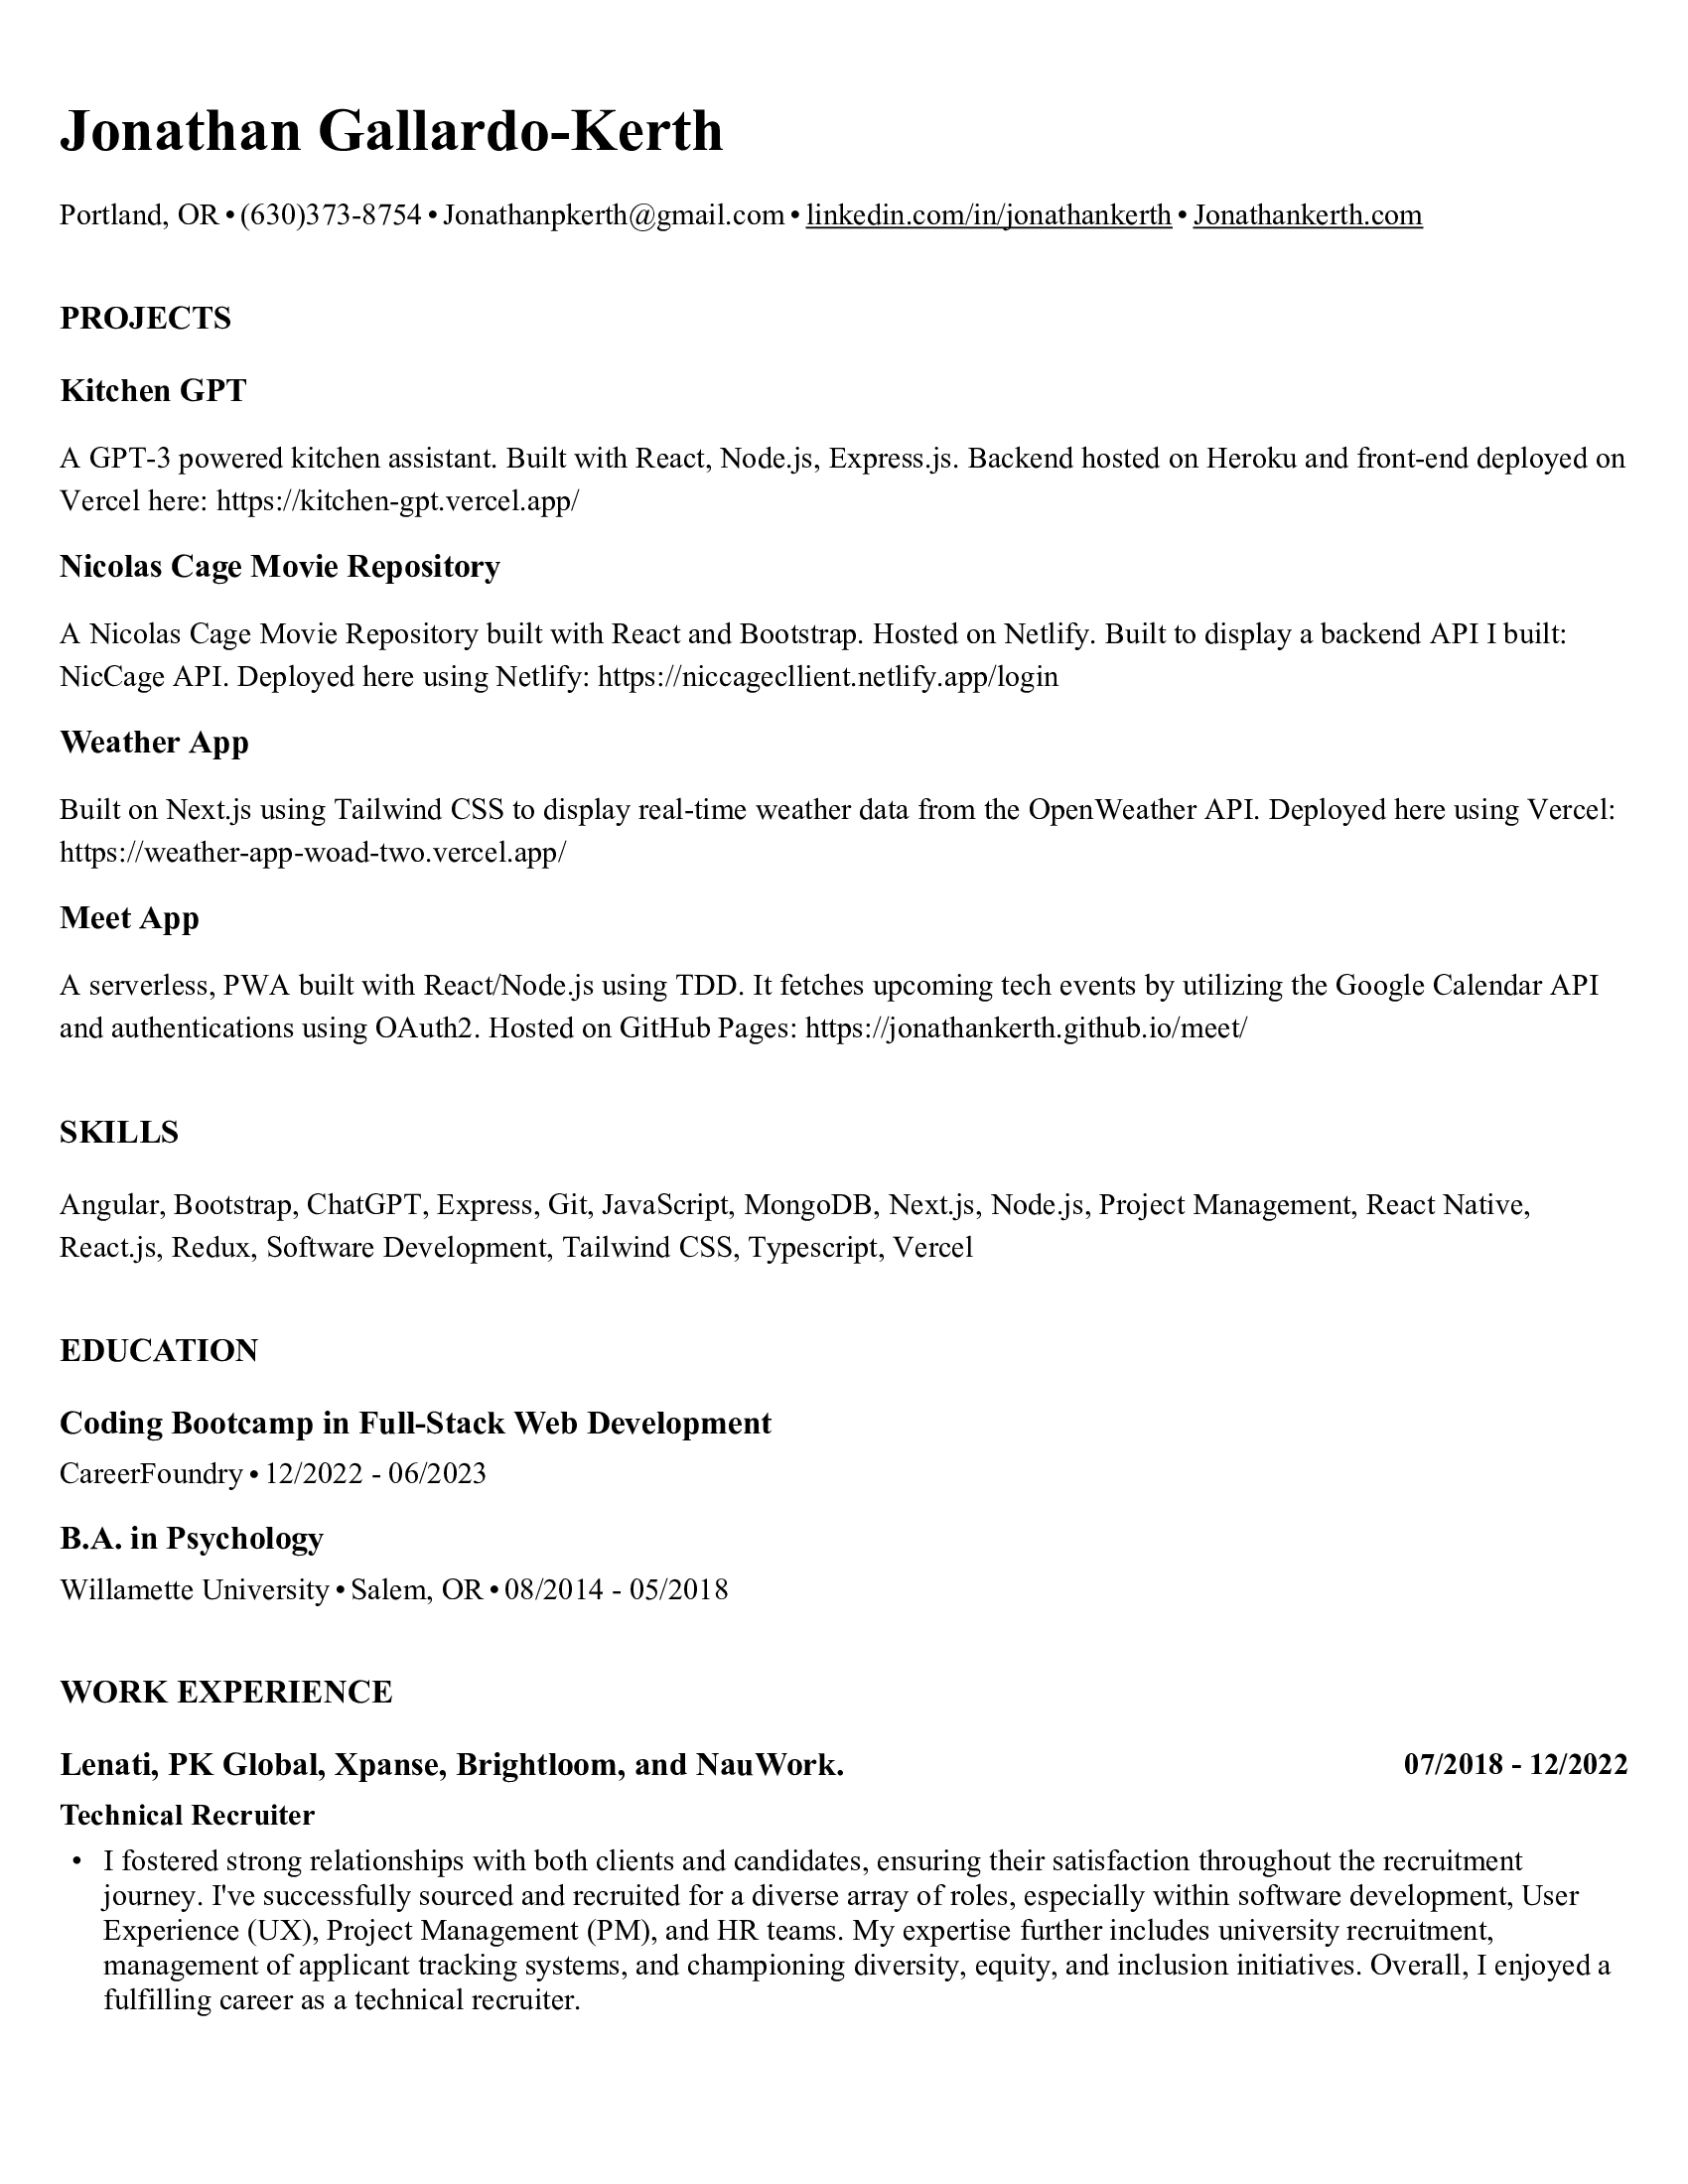 Jonathan Gallardo-Kerth
Portland, OR • (630)373-8754 • Jonathanpkerth@gmail.com • linkedin.com/in/jonathankerth • Jonathankerth.com
PROJECTS
Kitchen GPT
A GPT-3 powered kitchen assistant. Built with React, Node.js, Express.js. Backend hosted on Heroku and front-end deployed on
Vercel here: https://kitchen-gpt.vercel.app/
Nicolas Cage Movie Repository
A Nicolas Cage Movie Repository built with React and Bootstrap. Hosted on Netlify. Built to display a backend API I built:
NicCage API. Deployed here using Netlify: https://niccagecllient.netlify.app/login
Weather App
Built on Next.js using Tailwind CSS to display real-time weather data from the OpenWeather API. Deployed here using Vercel:
https://weather-app-woad-two.vercel.app/
Meet App
A serverless, PWA built with React/Node.js using TDD. It fetches upcoming tech events by utilizing the Google Calendar API
and authentications using OAuth2. Hosted on GitHub Pages: https://jonathankerth.github.io/meet/
SKILLS
Angular, Bootstrap, ChatGPT, Express, Git, JavaScript, MongoDB, Next.js, Node.js, Project Management, React Native,
React.js, Redux, Software Development, Tailwind CSS, Typescript, Vercel
EDUCATION
Coding Bootcamp in Full-Stack Web Development
CareerFoundry • 12/2022 - 06/2023
B.A. in Psychology
Willamette University • Salem, OR • 08/2014 - 05/2018
WORK EXPERIENCE
Lenati, PK Global, Xpanse, Brightloom, and NauWork. 07/2018 - 12/2022
Technical Recruiter
• I fostered strong relationships with both clients and candidates, ensuring their satisfaction throughout the recruitment
journey. I've successfully sourced and recruited for a diverse array of roles, especially within software development, User
Experience (UX), Project Management (PM), and HR teams. My expertise further includes university recruitment,
management of applicant tracking systems, and championing diversity, equity, and inclusion initiatives. Overall, I enjoyed a
fulfilling career as a technical recruiter.